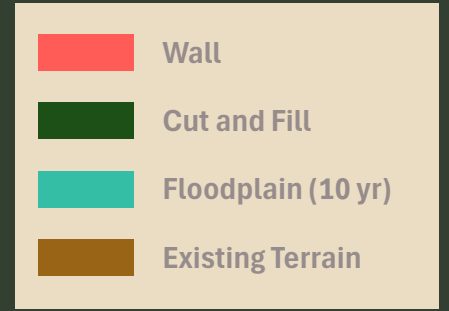 Wall
Cut and Fill
Floodplain (10 yr)
Existing Terrain